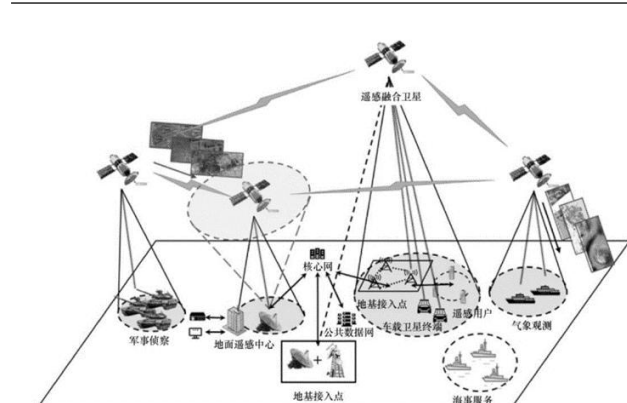 遥感融合卫星
核心网
地基接入点
遥感用户
军事侦察
地面遥感中心
公共数据网
车载卫星终端
气象观测
地基接入点
海事服务